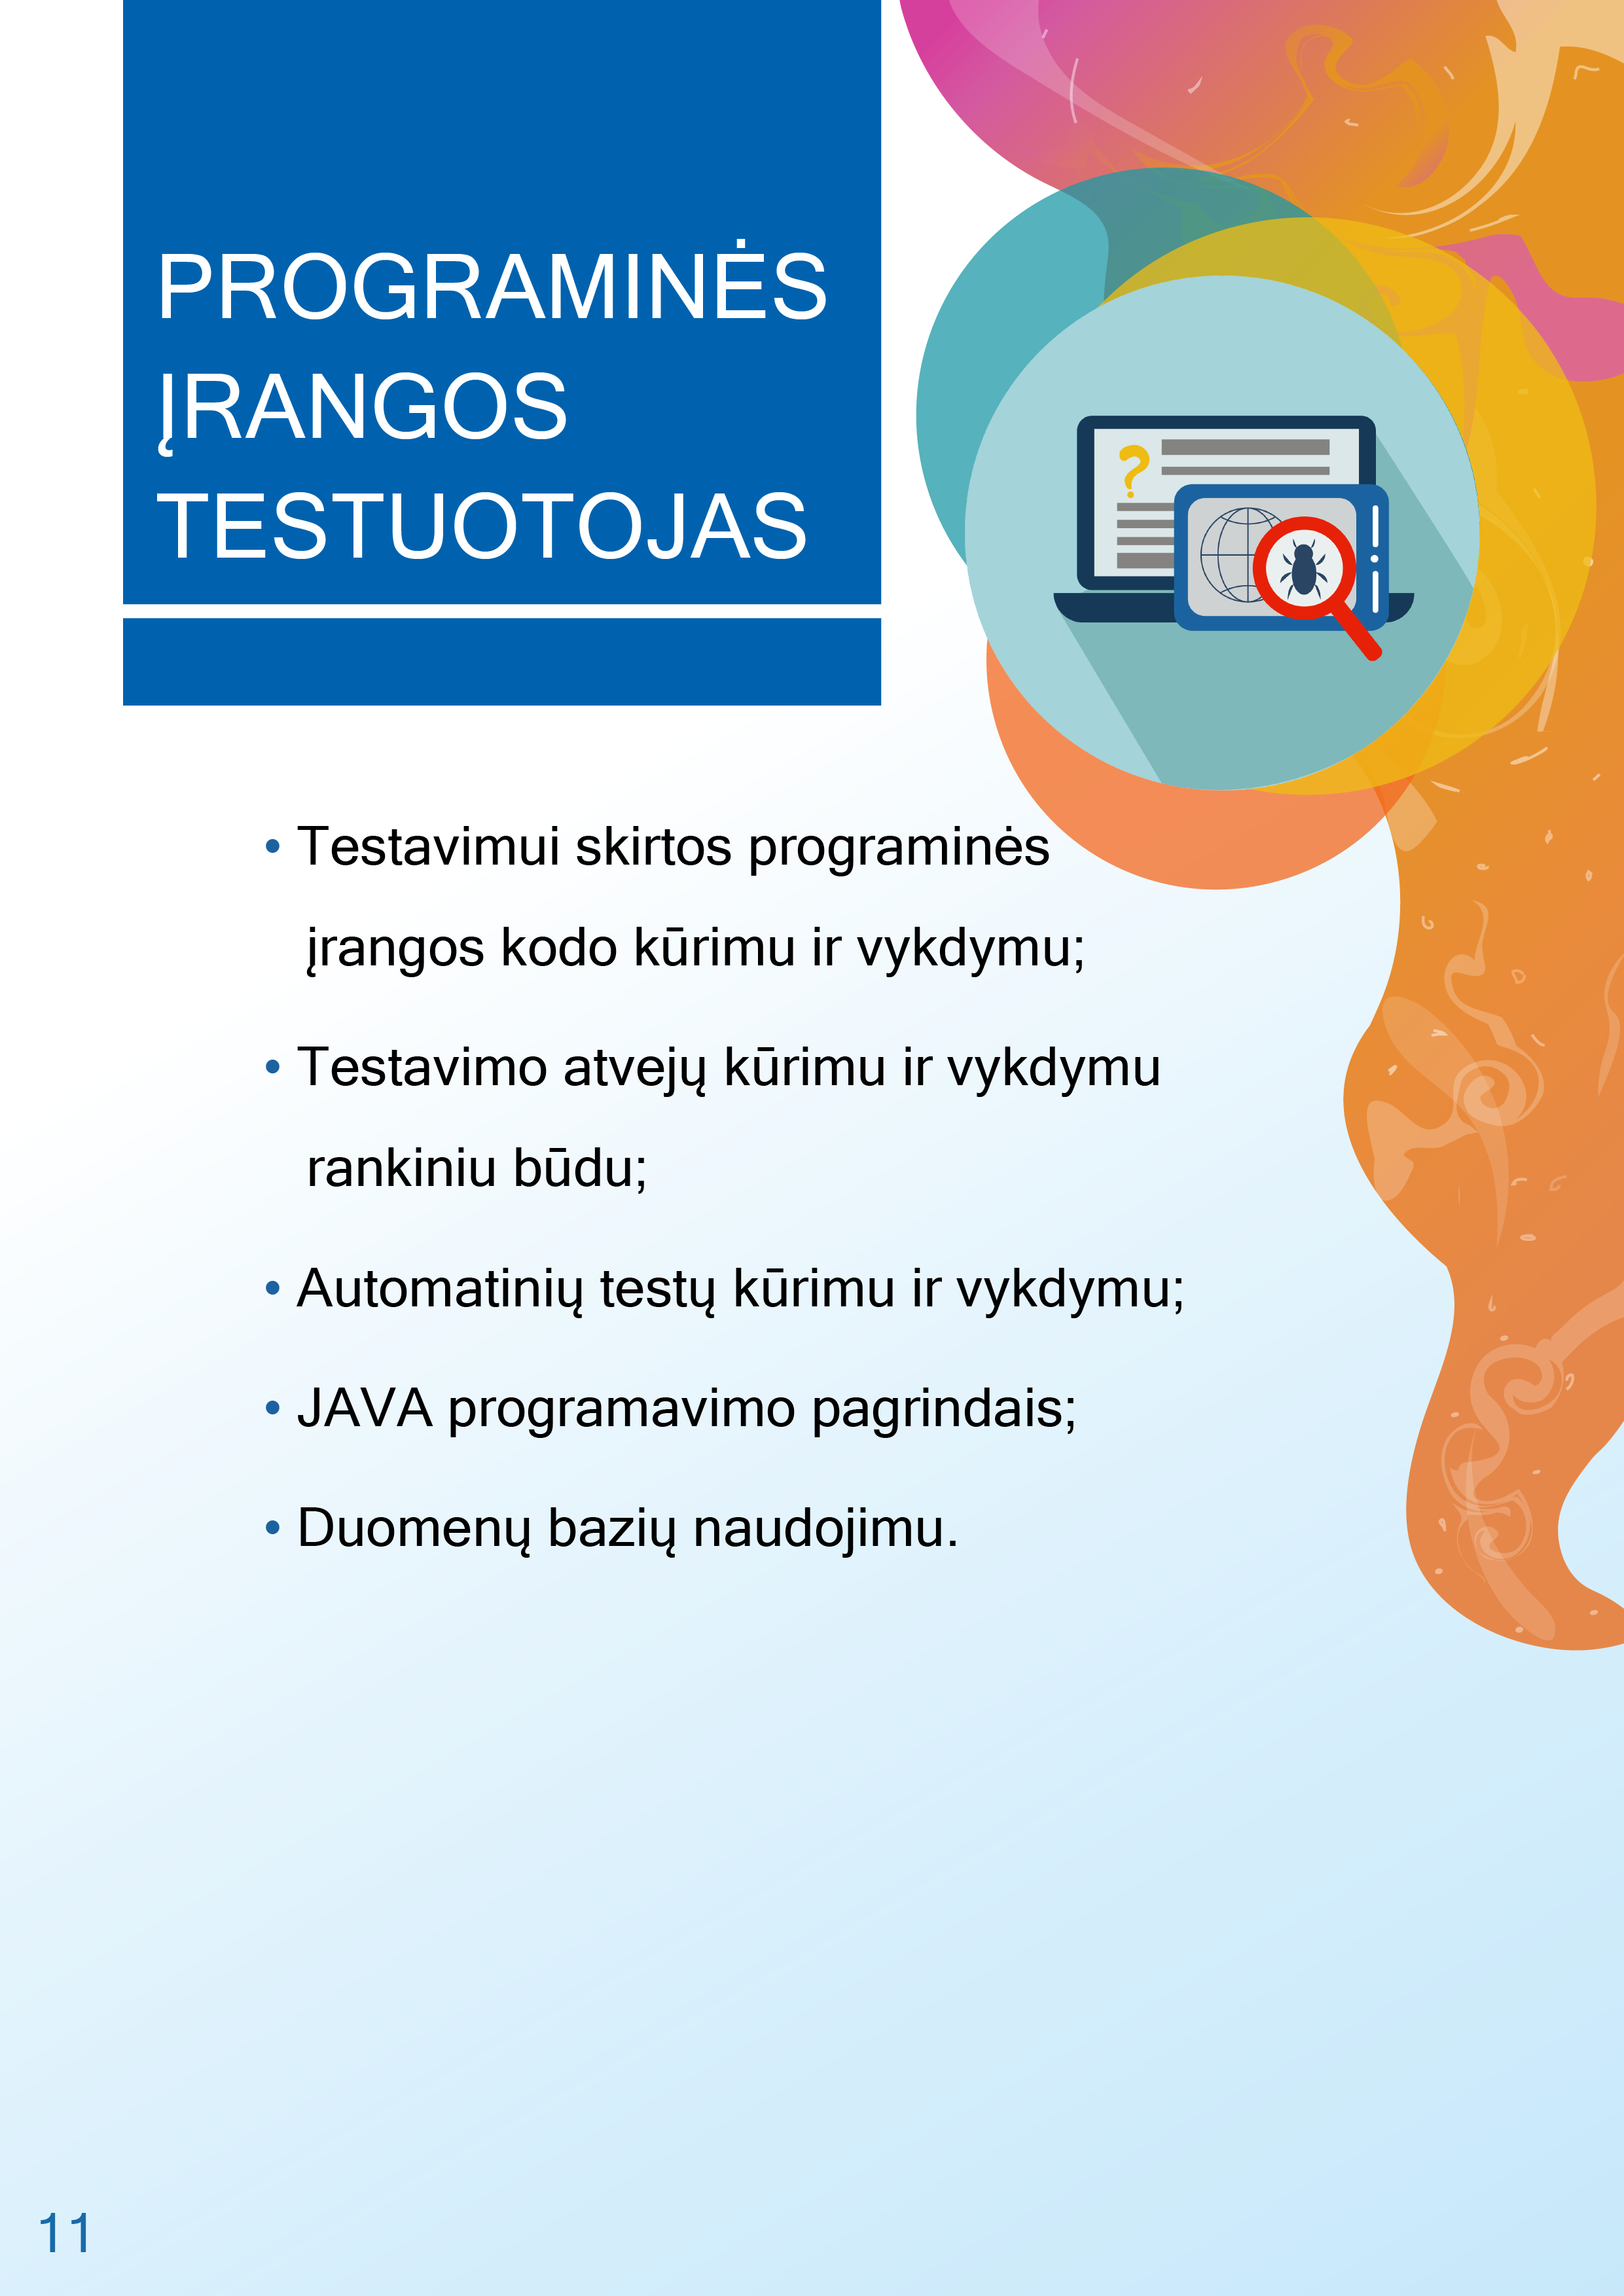 PROGRAMINĖS
ĮRANGOS
TESTUOTOJAS
• Testavimui skirtos programinės
įrangos kodo kūrimu ir vykdymu;
• Testavimo atvejų kūrimu ir vykdymu
rankiniu būdu;
• Automatinių testų kūrimu ir vykdymu;
• JAVA programavimo pagrindais;
• Duomenų bazių naudojimu.
11